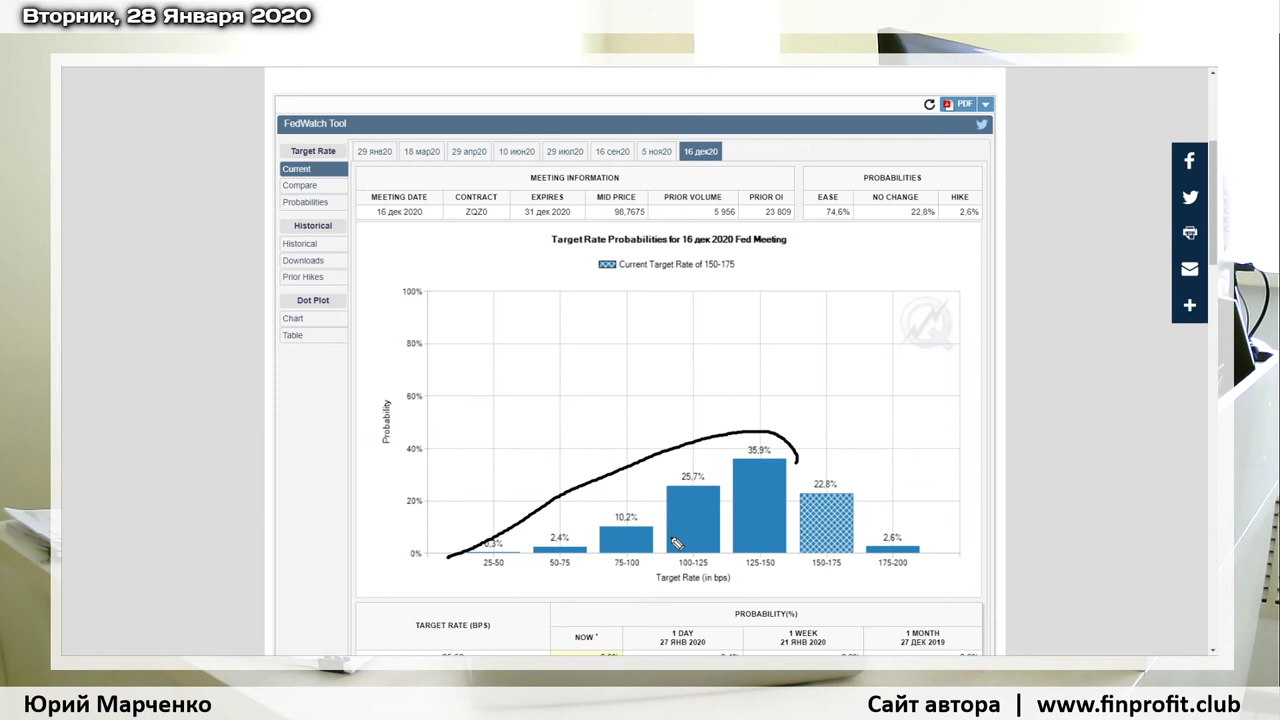 Вторник, 28 Января 2020
PDF
FedWatch Tool
Target Rate
29 янв20 18 мар20 29 апр20 10 июн20 29 июл20 16 сен20 5 ноя20 16 дек20
Current
Compare
Probabilities
Historical
Historical
Downloads
Prior Hikes
Dot Plot
Chart
Table
MEETING INFORMATION
MEETING DATE CONTRACT EXPIRES MID PRICE PRIOR VOLUME PRIOR OI
16 дек 2020 ZQZ0 31 дек 2020 98,7675 5 956 23 809
PROBABILITIES
EASE NO CHANGE HIKE
74,6% 22,8% 2,6%
Target Rate Probabilities for 16 дек 2020 Fed Meeting
Current Target Rate of 150-175
100%
80%
60%
40%
20%
0%
Probability
0,3%
2,4%
10,2%
25,7%
35,9%
22,8%
2,6%
25-50 50-75 75-100 100-125 125-150 150-175 175-200
Target Rate (in bps)
TARGET RATE (BPS)
PROBABILITY(%)
NOW *
1 DAY
27 ЯНВ 2020
1 WEEK
21 ЯНВ 2020
1 MONTH
27 ДЕК 2019
Юрий Марченко
Сайт автора | www.finprofit.club